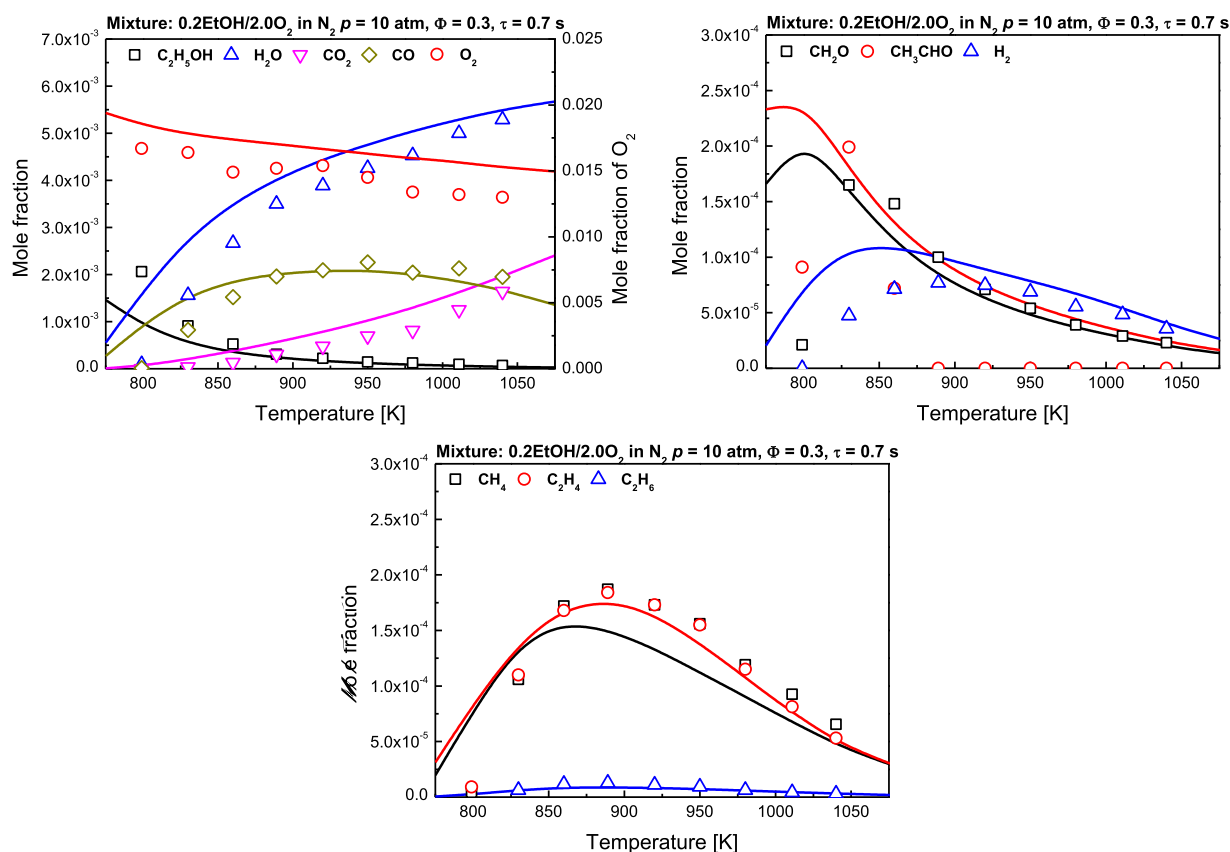 Mixture: 0.2EtOH/2.0O₂ in N₂ p = 10 atm, Φ = 0.3, τ = 0.7 s
C₂H₅OH H₂O CO₂ CO O₂
7.0x10⁻³
6.0x10⁻³
5.0x10⁻³
4.0x10⁻³
3.0x10⁻³
2.0x10⁻³
1.0x10⁻³
0.0
Mole fraction
0.025
0.020
0.015
0.010
0.005
0.000
Mole fraction of O₂
800 850 900 950 1000 1050
Temperature [K]
Mixture: 0.2EtOH/2.0O₂ in N₂ p = 10 atm, Φ = 0.3, τ = 0.7 s
CH₂O CH₃CHO H₂
3.0x10⁻⁴
2.5x10⁻⁴
2.0x10⁻⁴
1.5x10⁻⁴
1.0x10⁻⁴
5.0x10⁻⁵
0.0
Mole fraction
800 850 900 950 1000 1050
Temperature [K]
Mixture: 0.2EtOH/2.0O₂ in N₂ p = 10 atm, Φ = 0.3, τ = 0.7 s
CH₄ C₂H₄ C₂H₆
3.0x10⁻⁴
2.5x10⁻⁴
2.0x10⁻⁴
1.5x10⁻⁴
1.0x10⁻⁴
5.0x10⁻⁵
0.0
Mole fraction
800 850 900 950 1000 1050
Temperature [K]